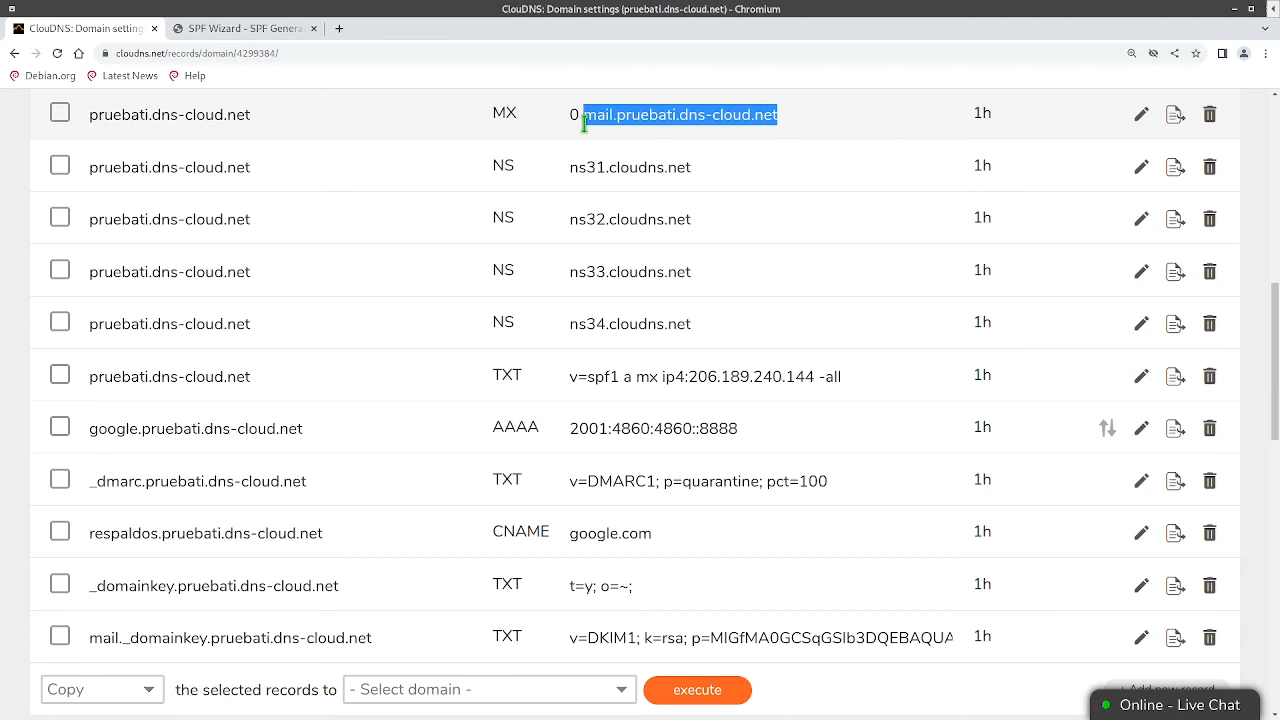 ClouDNS: Domain settings (pruebati.dns-cloud.net) - Chromium
ClouDNS: Domain setting
SPF Wizard - SPF Genera
cloudns.net/records/domain/4299384/
Debian.org Latest News Help
pruebati.dns-cloud.net MX 0 mail.pruebati.dns-cloud.net 1h
pruebati.dns-cloud.net NS ns31.cloudns.net 1h
pruebati.dns-cloud.net NS ns32.cloudns.net 1h
pruebati.dns-cloud.net NS ns33.cloudns.net 1h
pruebati.dns-cloud.net NS ns34.cloudns.net 1h
pruebati.dns-cloud.net TXT v=spf1 a mx ip4:206.189.240.144 -all 1h
google.pruebati.dns-cloud.net AAAA 2001:4860:4860::8888 1h
_dmarc.pruebati.dns-cloud.net TXT v=DMARC1; p=quarantine; pct=100 1h
respaldos.pruebati.dns-cloud.net CNAME google.com 1h
_domainkey.pruebati.dns-cloud.net TXT t=y; o=~; 1h
mail._domainkey.pruebati.dns-cloud.net TXT v=DKIM1; k=rsa; p=MIGfMA0GCSqGSIb3DQEBAQUA 1h
Copy the selected records to - Select domain - execute
+ Add new record
Online - Live Chat